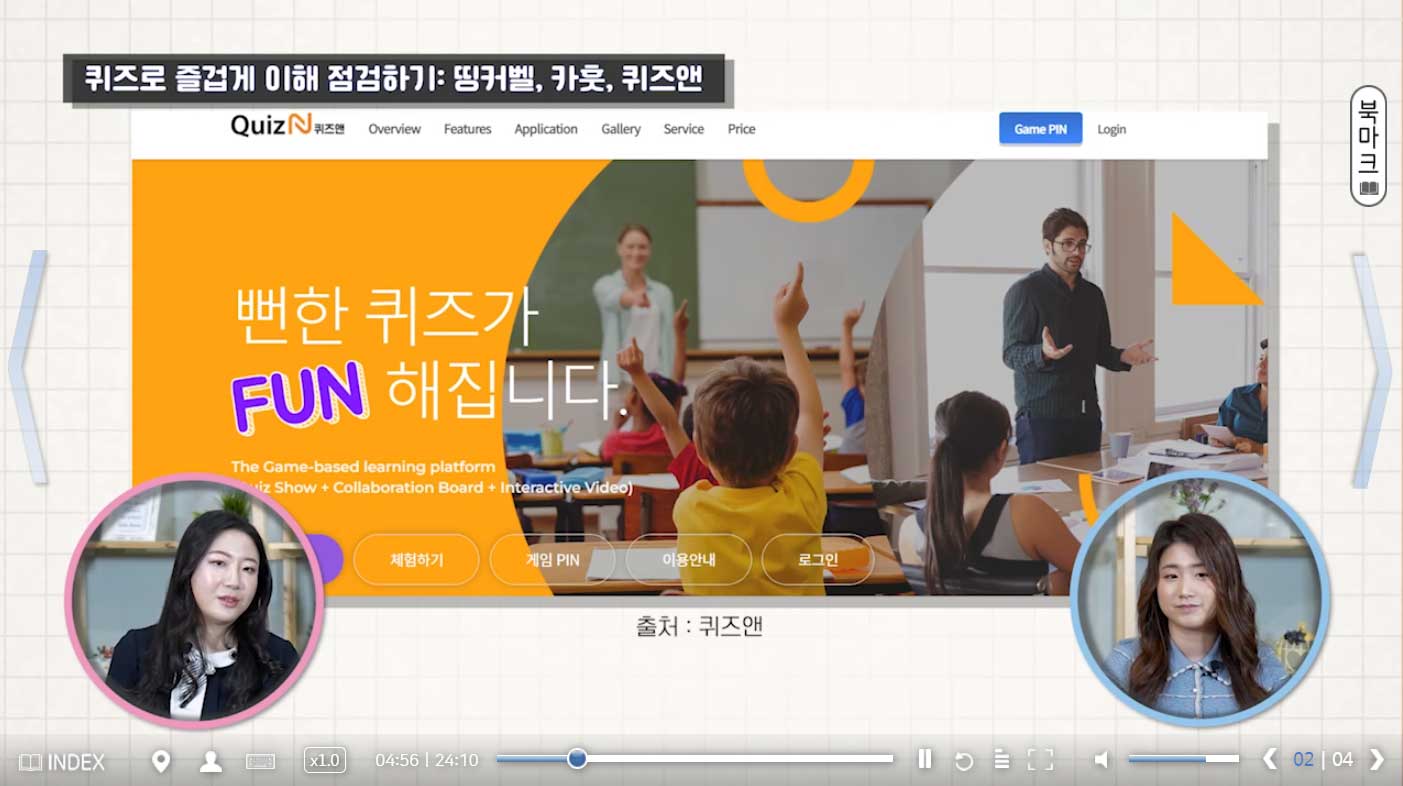 퀴즈로 즐겁게 이해 점검하기: 띵커벨, 카훗, 퀴즈앤
북마크
QuizN 퀴즈앤 Overview Features Application Gallery Service Price Game PIN Login
뻔한 퀴즈가
FUN 해집니다.
The Game-based learning platform
Show + Collaboration Board + Interactive Video)
체험하기 게임 PIN 이용안내 로그인
출처 : 퀴즈앤
INDEX x1.0 04:56 | 24:10 02 | 04